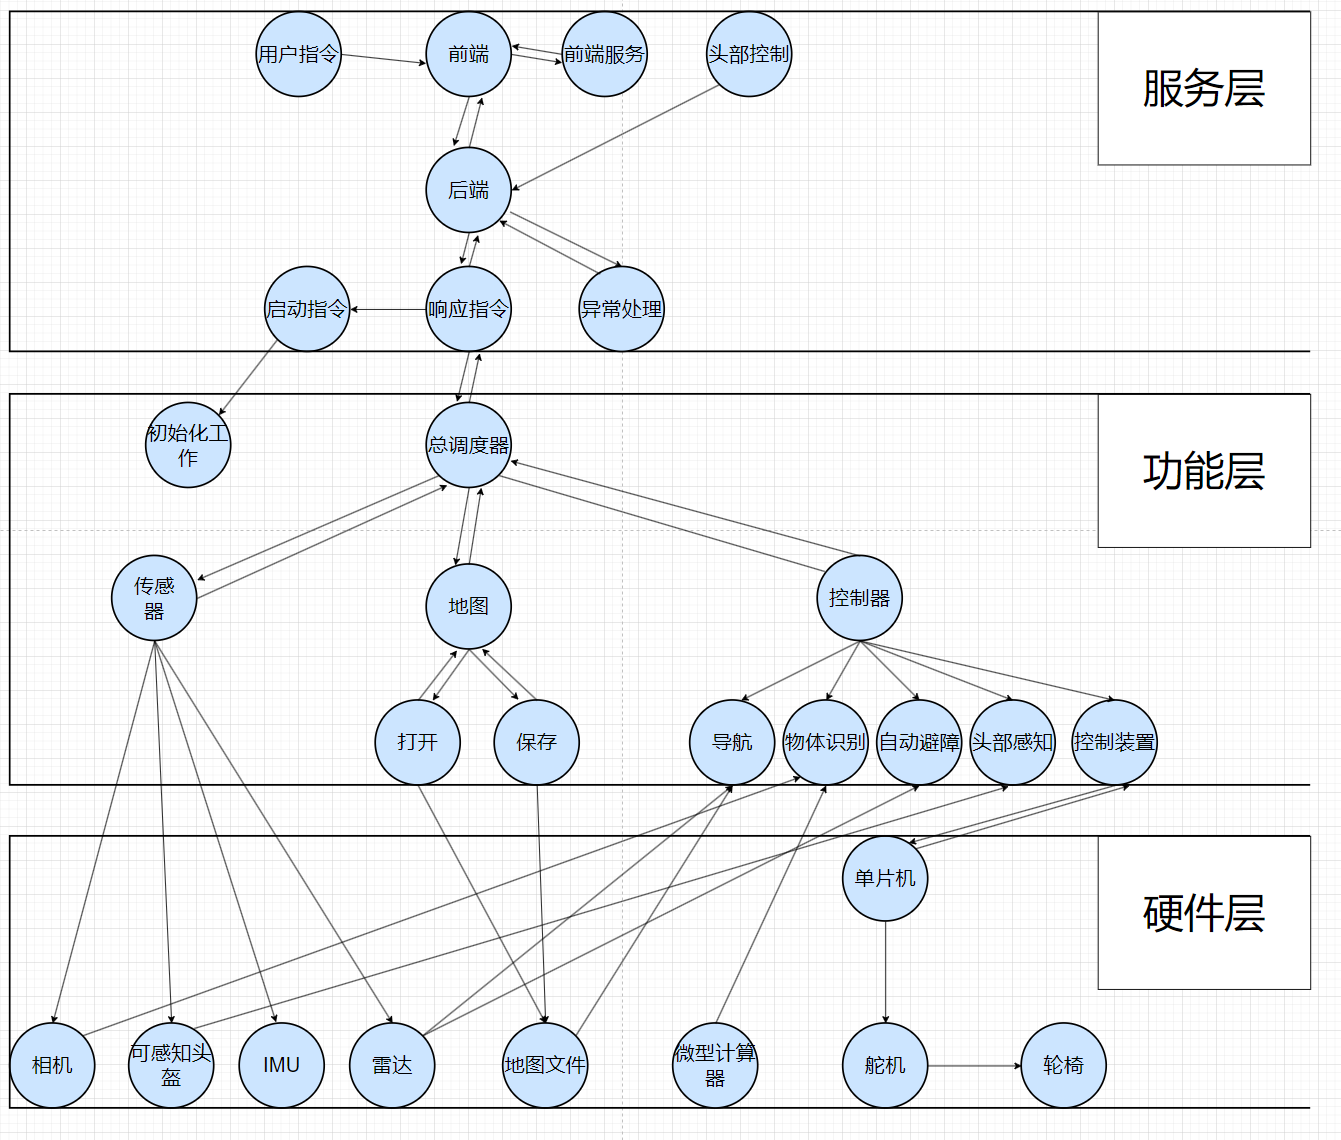 用户指令
前端
前端服务
头部控制
服务层
后端
启动指令
响应指令
异常处理
初始化工
作
总调度器
功能层
传感
器
地图
控制器
打开
保存
导航
物体识别
自动避障
头部感知
控制装置
单片机
硬件层
相机
可感知头
盔
IMU
雷达
地图文件
微型计算
器
舵机
轮椅